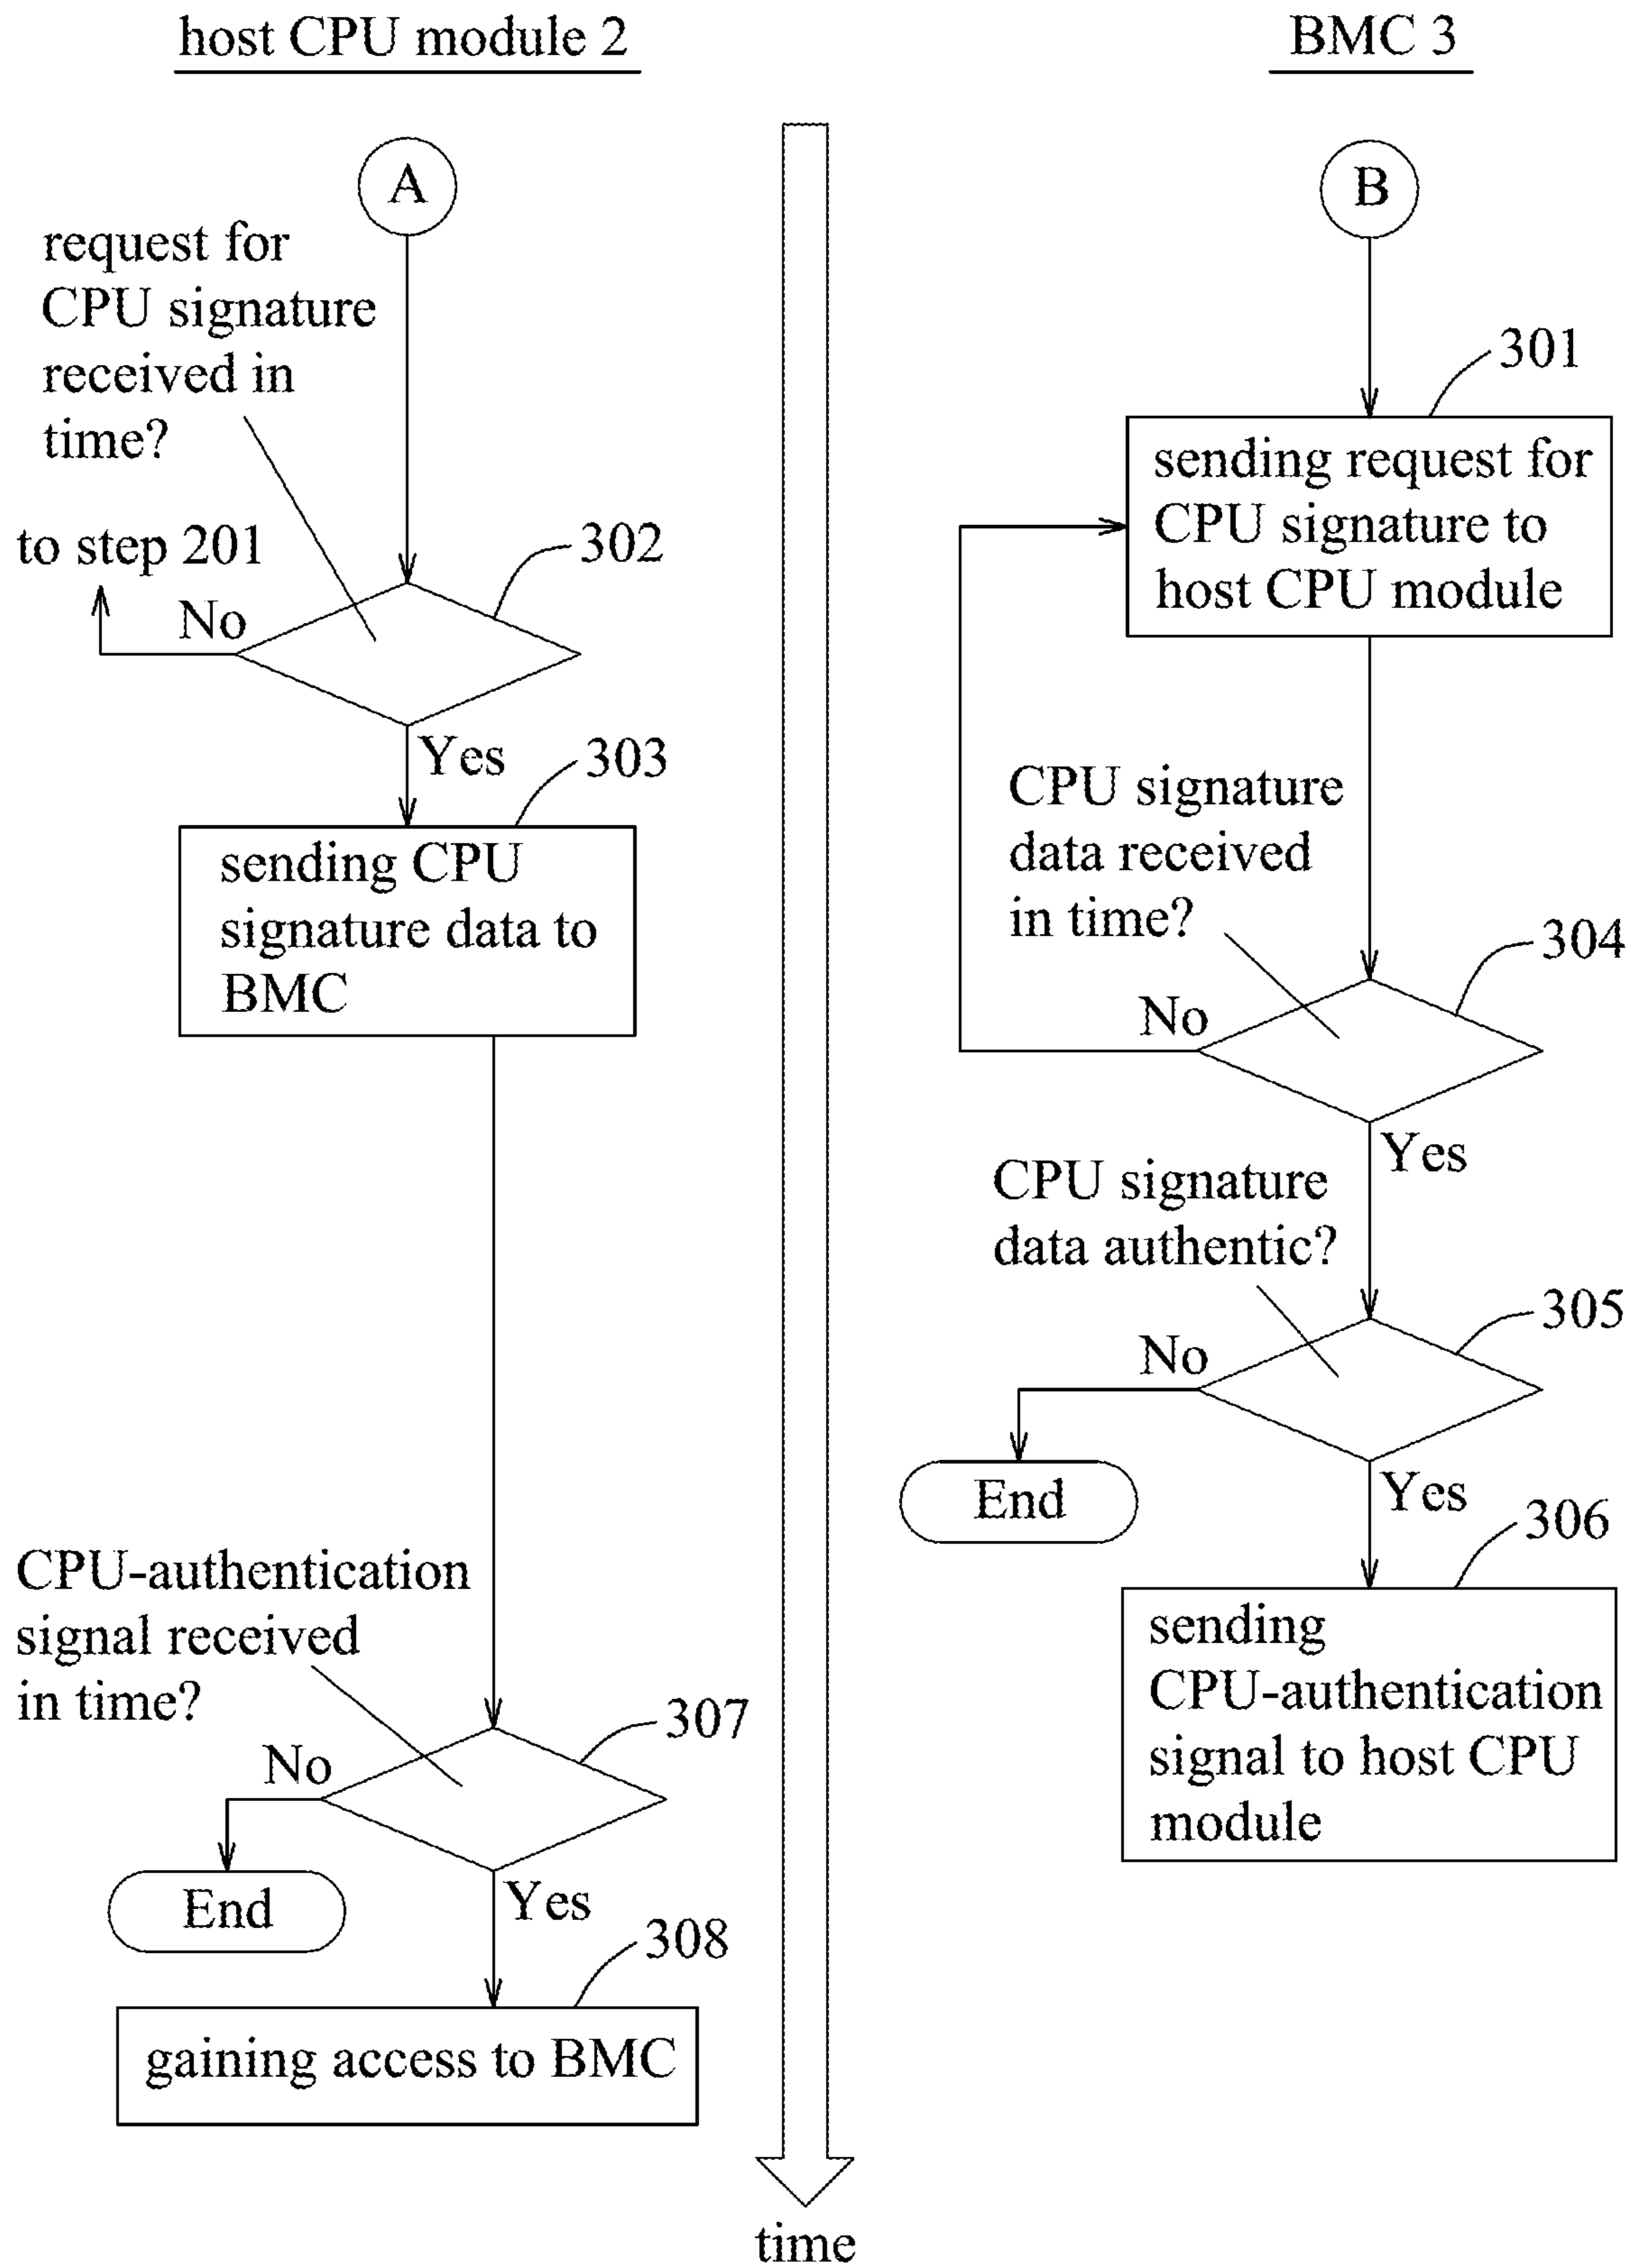 host CPU module 2
BMC 3
A
B
request for
CPU signature
received in
time?
301
sending request for
CPU signature to
host CPU module
to step 201
302
No
Yes
303
sending CPU
signature data to
BMC
CPU signature
data received
in time?
304
No
Yes
CPU signature
data authentic?
305
No
End
Yes
306
sending
CPU-authentication
signal to host CPU
module
CPU-authentication
signal received
in time?
307
No
End
Yes
308
gaining access to BMC
time